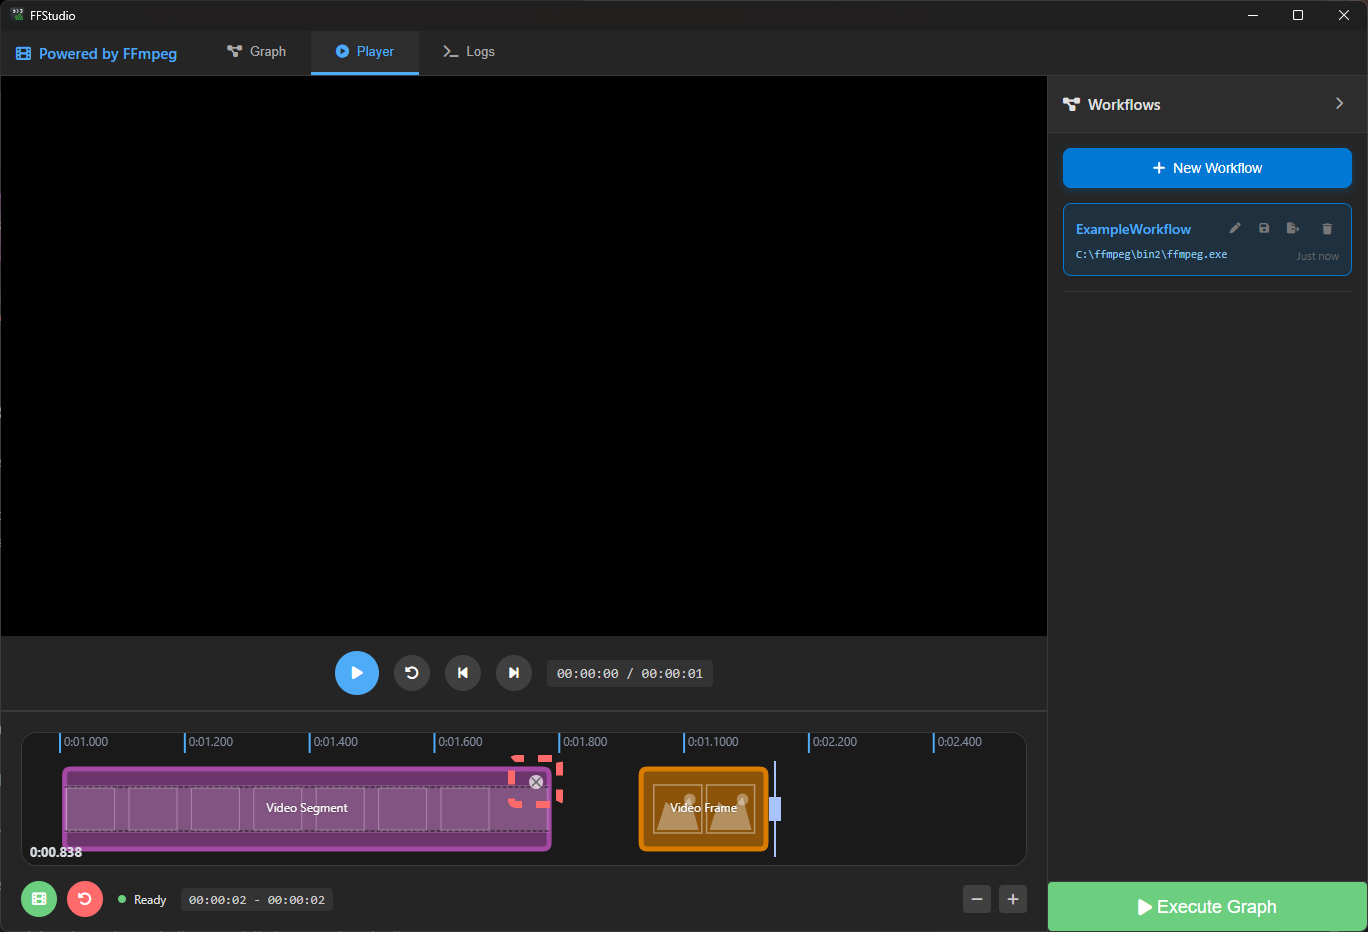 FFStudio
Powered by FFmpeg
Graph
Player
Logs
Workflows
New Workflow
ExampleWorkflow
C:\ffmpeg\bin2\ffmpeg.exe
Just now
00:00:00 / 00:00:01
0:01.000
0:01.200
0:01.400
0:01.600
0:01.800
0:01.1000
0:02.200
0:02.400
Video Segment
Video Frame
0:00.838
Ready
00:00:02 - 00:00:02
Execute Graph